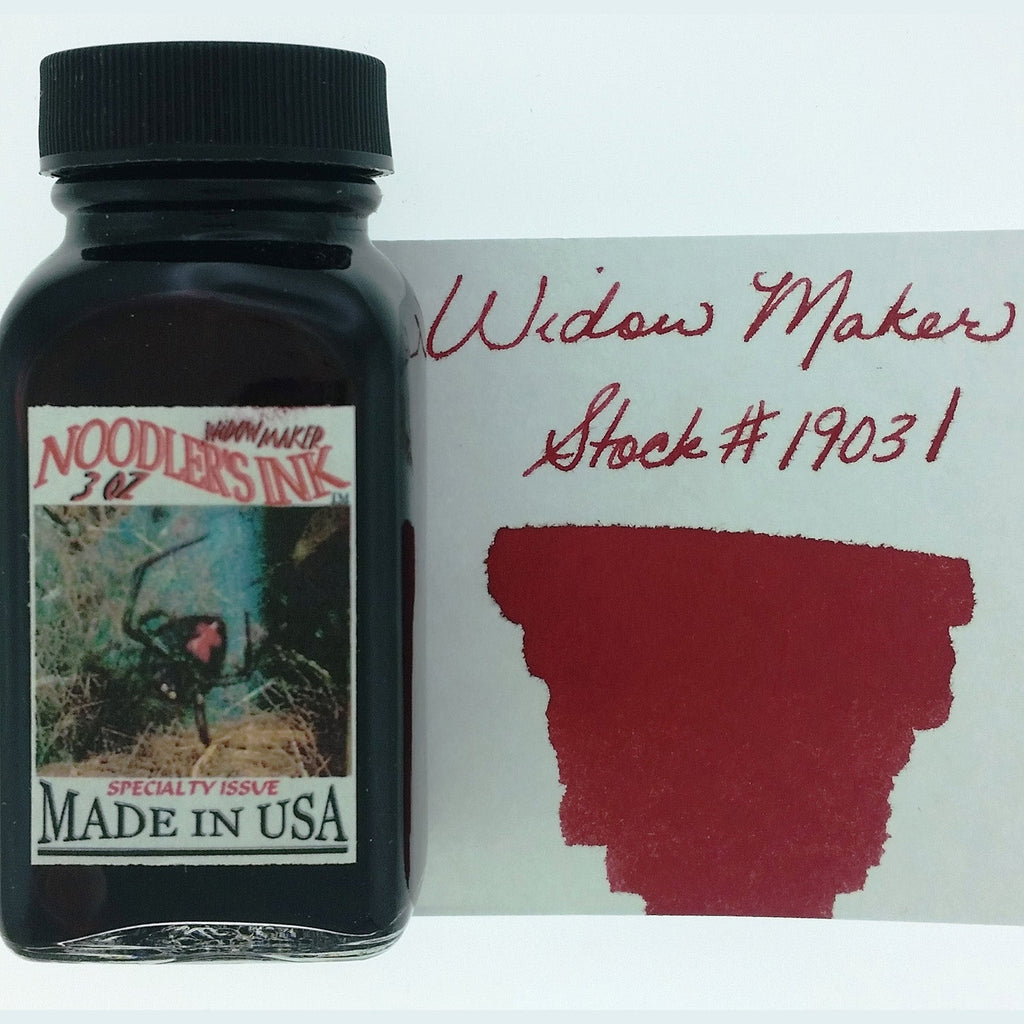 WIDOW MAKER
NOODLER'S INK
3 OZ
TM
SPECIALTY ISSUE
MADE IN USA
Widow Maker
Stock # 19031